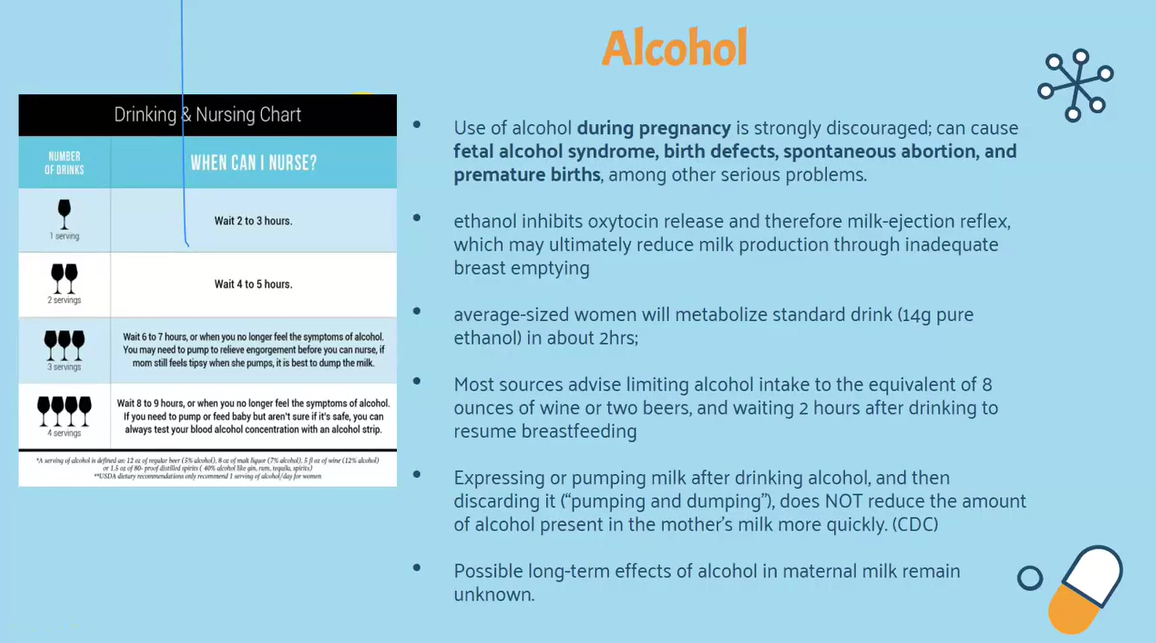 Alcohol
Drinking & Nursing Chart
NUMBER
OF DRINKS
WHEN CAN I NURSE?
1 serving
Wait 2 to 3 hours.
2 servings
Wait 4 to 5 hours.
3 servings
Wait 6 to 7 hours, or when you no longer feel the symptoms of alcohol.
You may need to pump to relieve engorgement before you can nurse, if
mom still feels tipsy when she pumps, it is best to dump the milk.
4 servings
Wait 8 to 9 hours, or when you no longer feel the symptoms of alcohol.
If you need to pump or feed baby but aren't sure if it's safe, you can
always test your blood alcohol concentration with an alcohol strip.
*A serving of alcohol is defined as: 12 oz of regular beer (5% alcohol), 8 oz of malt liquor (7% alcohol), 5 fl oz of wine (12% alcohol)
or 1.5 oz of 80- proof distilled spirits ( 40% alcohol like gin, rum, tequila, spirits)
**USDA dietary recommendations only recommend 1 serving of alcohol/day for women
• Use of alcohol during pregnancy is strongly discouraged; can cause
fetal alcohol syndrome, birth defects, spontaneous abortion, and
premature births, among other serious problems.
• ethanol inhibits oxytocin release and therefore milk-ejection reflex,
which may ultimately reduce milk production through inadequate
breast emptying
• average-sized women will metabolize standard drink (14g pure
ethanol) in about 2hrs;
• Most sources advise limiting alcohol intake to the equivalent of 8
ounces of wine or two beers, and waiting 2 hours after drinking to
resume breastfeeding
• Expressing or pumping milk after drinking alcohol, and then
discarding it (“pumping and dumping”), does NOT reduce the amount
of alcohol present in the mother’s milk more quickly. (CDC)
• Possible long-term effects of alcohol in maternal milk remain
unknown.